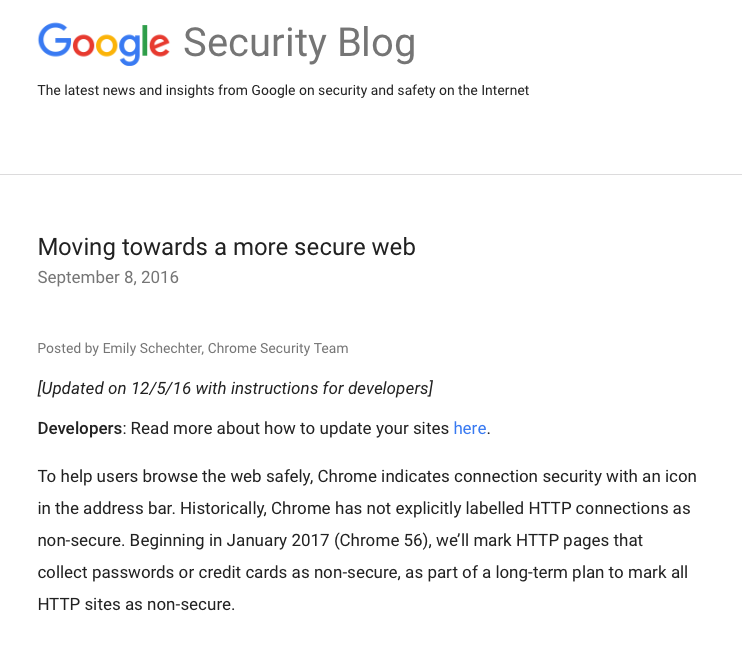 Google Security Blog
The latest news and insights from Google on security and safety on the Internet
Moving towards a more secure web
September 8, 2016
Posted by Emily Schechter, Chrome Security Team
[Updated on 12/5/16 with instructions for developers]
Developers: Read more about how to update your sites here.
To help users browse the web safely, Chrome indicates connection security with an icon
in the address bar. Historically, Chrome has not explicitly labelled HTTP connections as
non-secure. Beginning in January 2017 (Chrome 56), we’ll mark HTTP pages that
collect passwords or credit cards as non-secure, as part of a long-term plan to mark all
HTTP sites as non-secure.